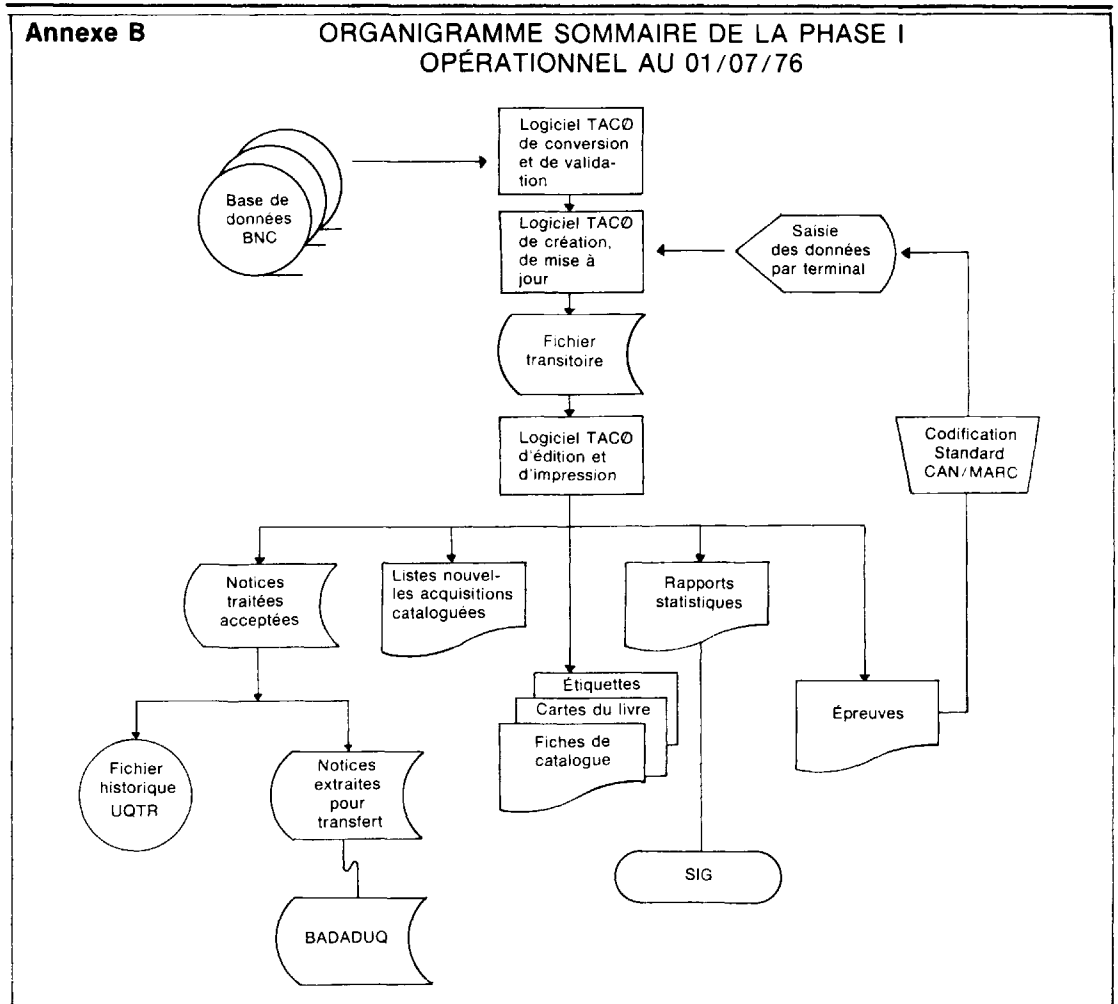 Annexe B
ORGANIGRAMME SOMMAIRE DE LA PHASE I
OPÉRATIONNEL AU 01/07/76
Logiciel TACØ
de conversion
et de valida-
tion
Base de
données
BNC
Logiciel TACØ
de création,
de mise à
jour
Saisie
des données
par terminal
Fichier
transitoire
Logiciel TACØ
d'édition et
d'impression
Codification
Standard
CAN/MARC
Notices
traitées
acceptées
Listes nouvel-
les acquisitions
cataloguées
Rapports
statistiques
Étiquettes
Cartes du livre
Fiches de
catalogue
Épreuves
Fichier
historique
UQTR
Notices
extraites
pour
transfert
SIG
BADADUQ